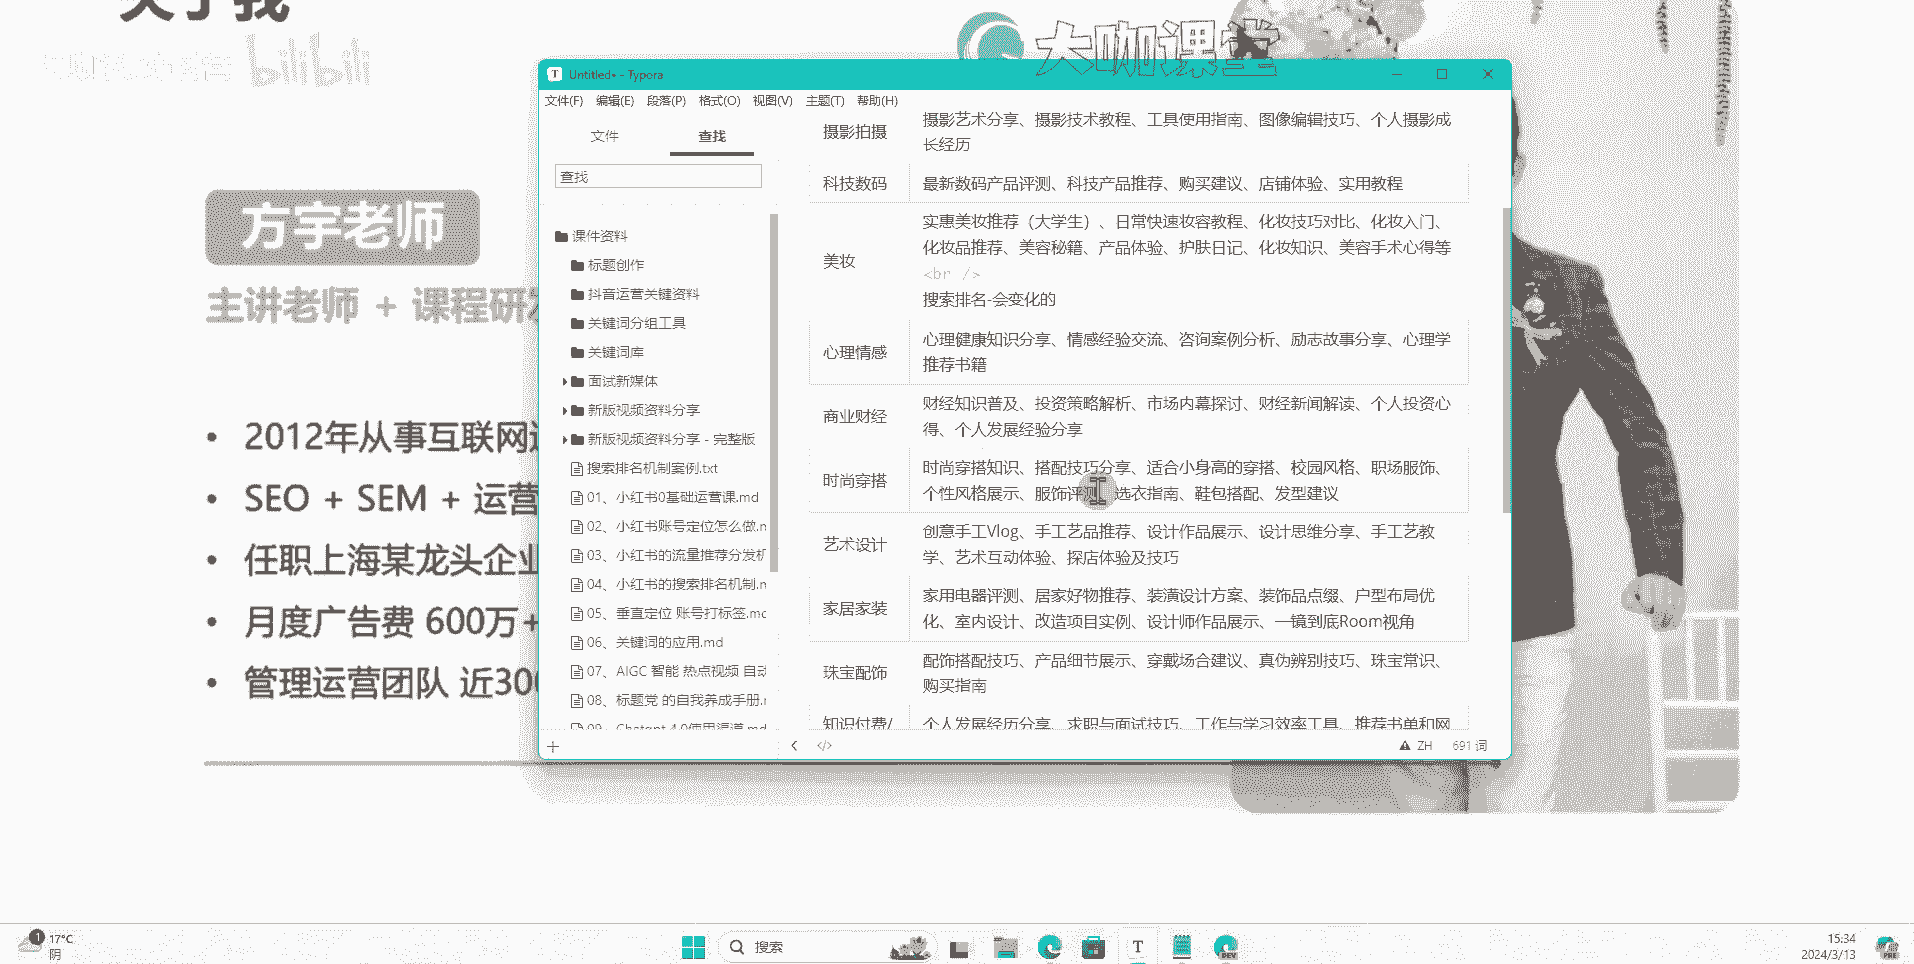 关于我
bilibili
大咖课堂
方宇老师
主讲老师 + 课程研发
2012年从事互联网运
SEO + SEM + 运营
任职上海某龙头企业
月度广告费 600万+
管理运营团队 近300
Untitled• - Typora
文件(F) 编辑(E) 段落(P) 格式(O) 视图(V) 主题(T) 帮助(H)
文件 查找
查找
课件资料
标题创作
抖音运营关键资料
关键词分组工具
关键词库
面试新媒体
新版视频资料分享
新版视频资料分享 - 完整版
搜索排名机制案例.txt
01、小红书0基础运营课.md
02、小红书账号定位怎么做.m
03、小红书的流量推荐分发机
04、小红书的搜索排名机制.m
05、垂直定位 账号打标签.mc
06、关键词的应用.md
07、AIGC 智能 热点视频 自动
08、标题党 的自我养成手册.m
09、Chatgpt 4.0使用渠道.md
摄影拍摄
摄影艺术分享、摄影技术教程、工具使用指南、图像编辑技巧、个人摄影成
长经历
科技数码
最新数码产品评测、科技产品推荐、购买建议、店铺体验、实用教程
美妆
实惠美妆推荐（大学生）、日常快速妆容教程、化妆技巧对比、化妆入门、
化妆品推荐、美容秘籍、产品体验、护肤日记、化妆知识、美容手术心得等
<br />
搜索排名-会变化的
心理情感
心理健康知识分享、情感经验交流、咨询案例分析、励志故事分享、心理学
推荐书籍
商业财经
财经知识普及、投资策略解析、市场内幕探讨、财经新闻解读、个人投资心
得、个人发展经验分享
时尚穿搭
时尚穿搭知识、搭配技巧分享、适合小身高的穿搭、校园风格、职场服饰、
个性风格展示、服饰评测、选衣指南、鞋包搭配、发型建议
艺术设计
创意手工Vlog、手工艺品推荐、设计作品展示、设计思维分享、手工艺教
学、艺术互动体验、探店体验及技巧
家居家装
家用电器评测、居家好物推荐、装潢设计方案、装饰品点缀、户型布局优
化、室内设计、改造项目实例、设计师作品展示、一镜到底Room视角
珠宝配饰
配饰搭配技巧、产品细节展示、穿戴场合建议、真伪辨别技巧、珠宝常识、
购买指南
知识付费/
个人发展经历分享、求职与面试技巧、工作与学习效率工具、推荐书单和网
ZH 691 词
1
17°C
阴
搜索
DEV
15:34
2024/3/13
PRE